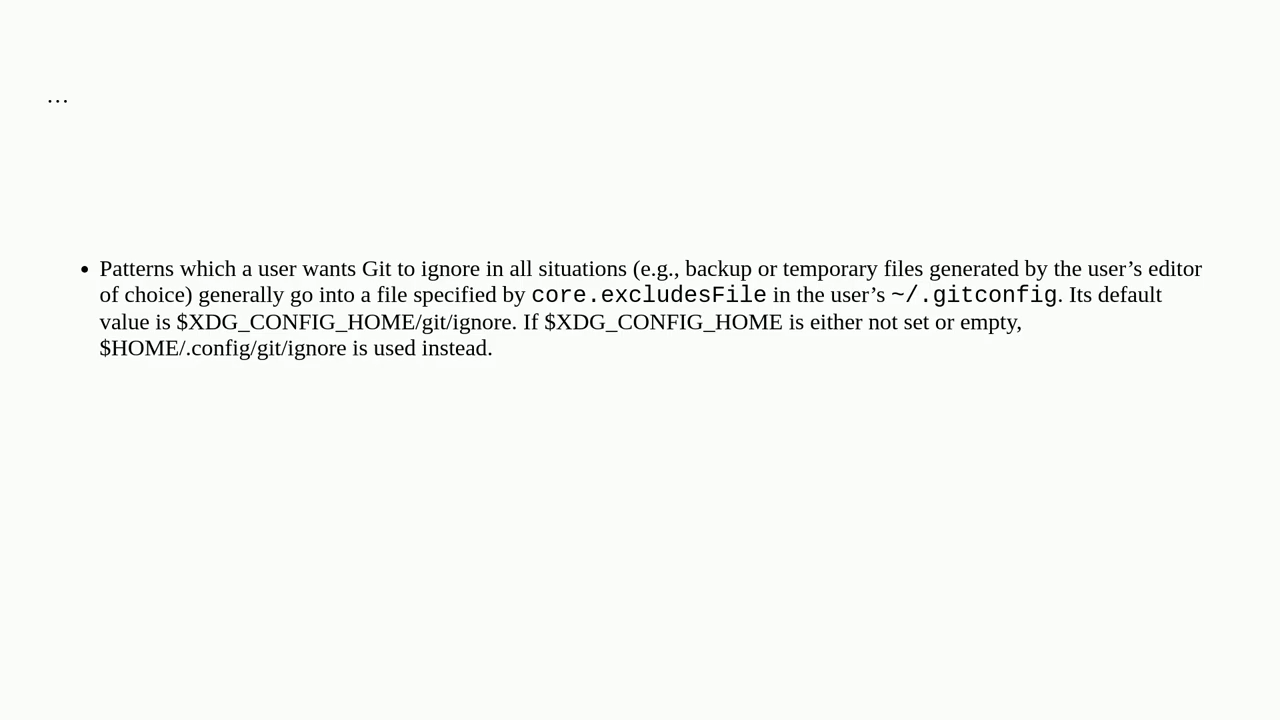 …
• Patterns which a user wants Git to ignore in all situations (e.g., backup or temporary files generated by the user’s editor
of choice) generally go into a file specified by core.excludesFile in the user’s ~/.gitconfig. Its default
value is $XDG_CONFIG_HOME/git/ignore. If $XDG_CONFIG_HOME is either not set or empty,
$HOME/.config/git/ignore is used instead.